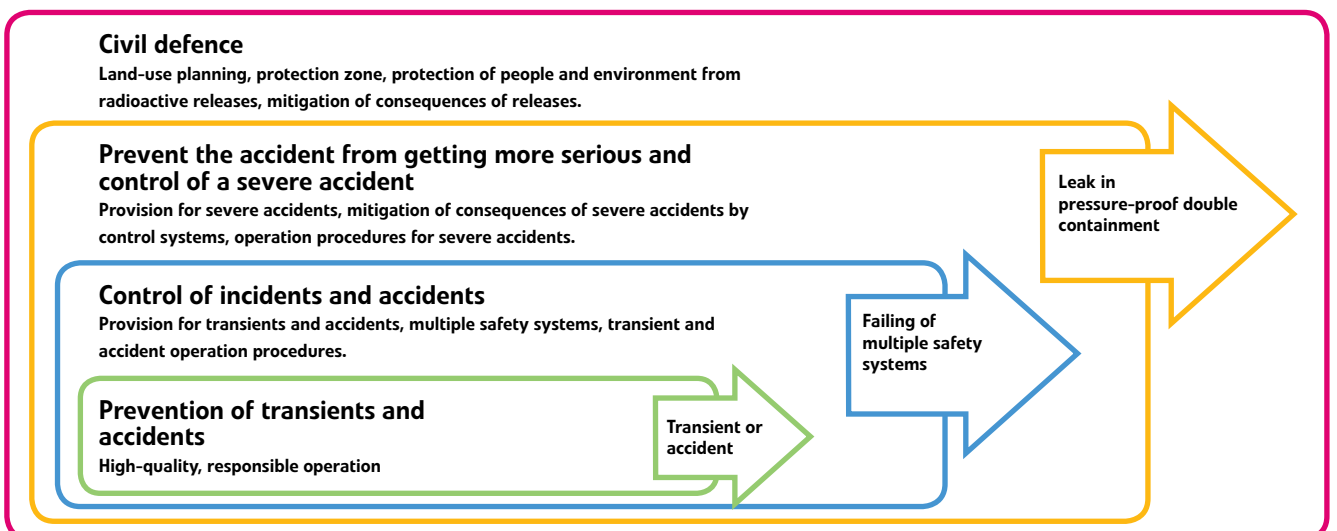 Civil defence
Land-use planning, protection zone, protection of people and environment from
radioactive releases, mitigation of consequences of releases.
Prevent the accident from getting more serious and
control of a severe accident
Provision for severe accidents, mitigation of consequences of severe accidents by
control systems, operation procedures for severe accidents.
Leak in
pressure-proof double
containment
Control of incidents and accidents
Provision for transients and accidents, multiple safety systems, transient and
accident operation procedures.
Failing of
multiple safety
systems
Prevention of transients and
accidents
High-quality, responsible operation
Transient or
accident